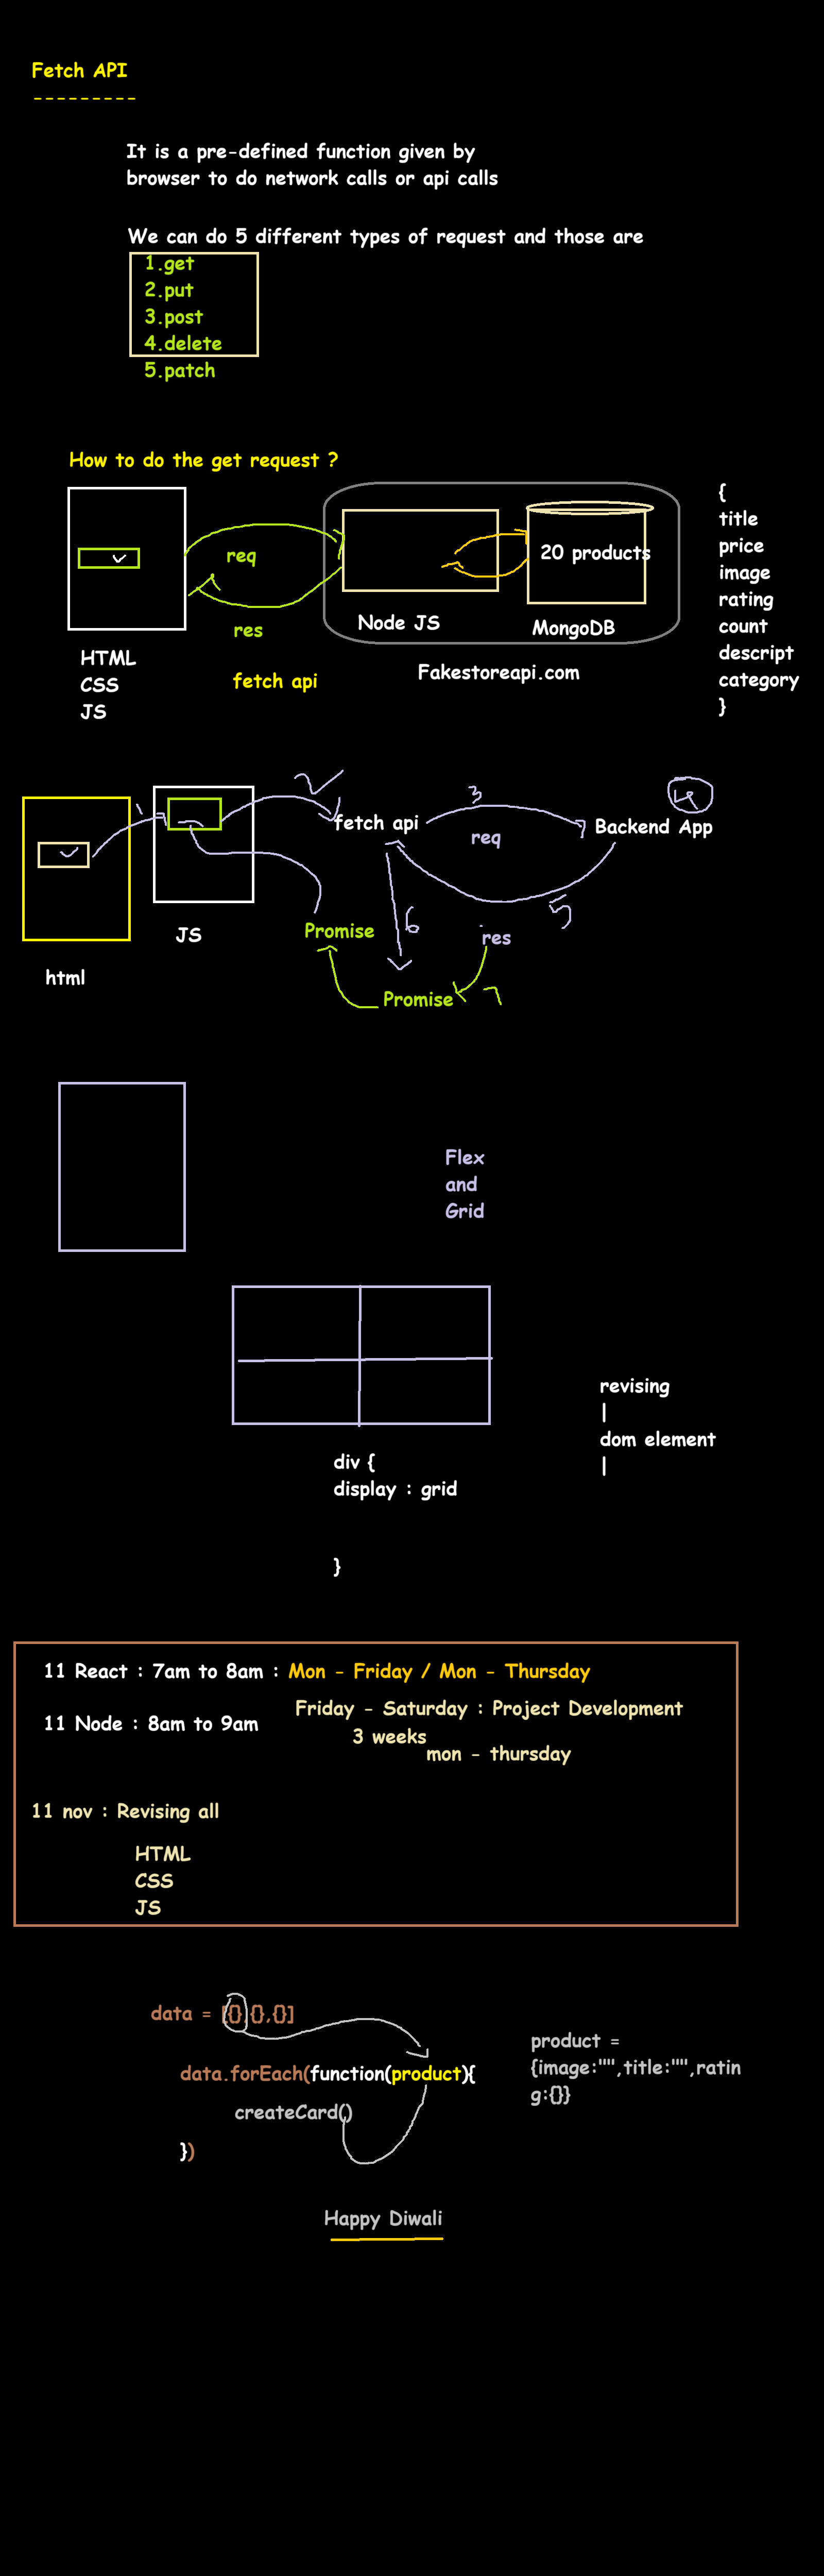 Fetch API
---------
It is a pre-defined function given by
browser to do network calls or api calls
We can do 5 different types of request and those are
1.get
2.put
3.post
4.delete
5.patch
How to do the get request ?
req
res
fetch api
HTML
CSS
JS
Node JS
20 products
MongoDB
Fakestoreapi.com
{
title
price
image
rating
count
descript
category
}
1
2
fetch api
3
req
4
Backend App
5
6
JS
html
Promise
res
Promise
7
Flex
and
Grid
revising
|
dom element
|
div {
display : grid
}
11 React : 7am to 8am : Mon - Friday / Mon - Thursday
Friday - Saturday : Project Development
11 Node : 8am to 9am
3 weeks
mon - thursday
11 nov : Revising all
HTML
CSS
JS
data = [{},{},{}]
data.forEach(function(product){
createCard()
})
product =
{image:"",title:"",ratin
g:{}}
Happy Diwali